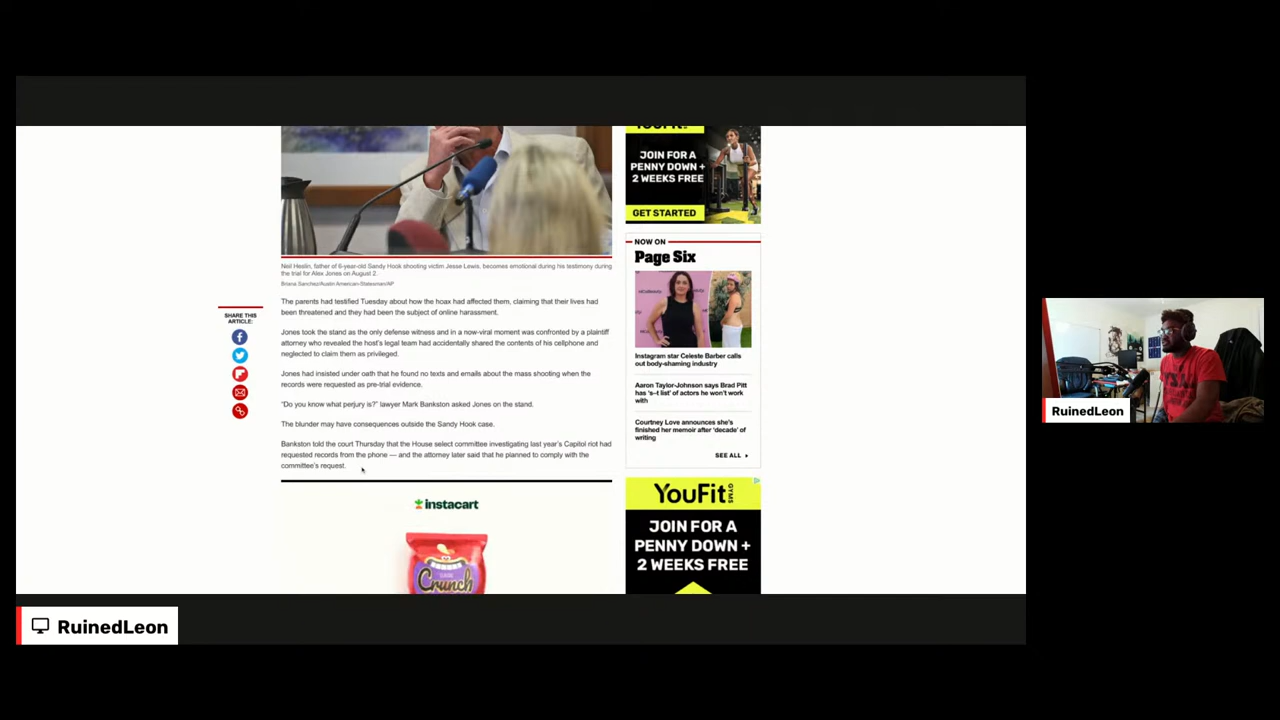 YOUFIT
JOIN FOR A
PENNY DOWN +
2 WEEKS FREE
GET STARTED
NOW ON
Page Six
Instagram star Celeste Barber calls
out body-shaming industry
Aaron Taylor-Johnson says Brad Pitt
has 's–t list' of actors he won't work
with
Courtney Love announces she's
finished her memoir after 'decade' of
writing
SEE ALL
YouFit GYMS
JOIN FOR A
PENNY DOWN +
2 WEEKS FREE
Neil Heslin, father of 6-year-old Sandy Hook shooting victim Jesse Lewis, becomes emotional during his testimony during
the trial for Alex Jones on August 2.
Briana Sanchez/Austin American-Statesman/AP
SHARE THIS
ARTICLE:
The parents had testified Tuesday about how the hoax had affected them, claiming that their lives had
been threatened and they had been the subject of online harassment.
Jones took the stand as the only defense witness and in a now-viral moment was confronted by a plaintiff
attorney who revealed the host's legal team had accidentally shared the contents of his cellphone and
neglected to claim them as privileged.
Jones had insisted under oath that he found no texts and emails about the mass shooting when the
records were requested as pre-trial evidence.
"Do you know what perjury is?" lawyer Mark Bankston asked Jones on the stand.
The blunder may have consequences outside the Sandy Hook case.
Bankston told the court Thursday that the House select committee investigating last year's Capitol riot had
requested records from the phone — and the attorney later said that he planned to comply with the
committee's request.
instacart
Crunch
RuinedLeon
RuinedLeon